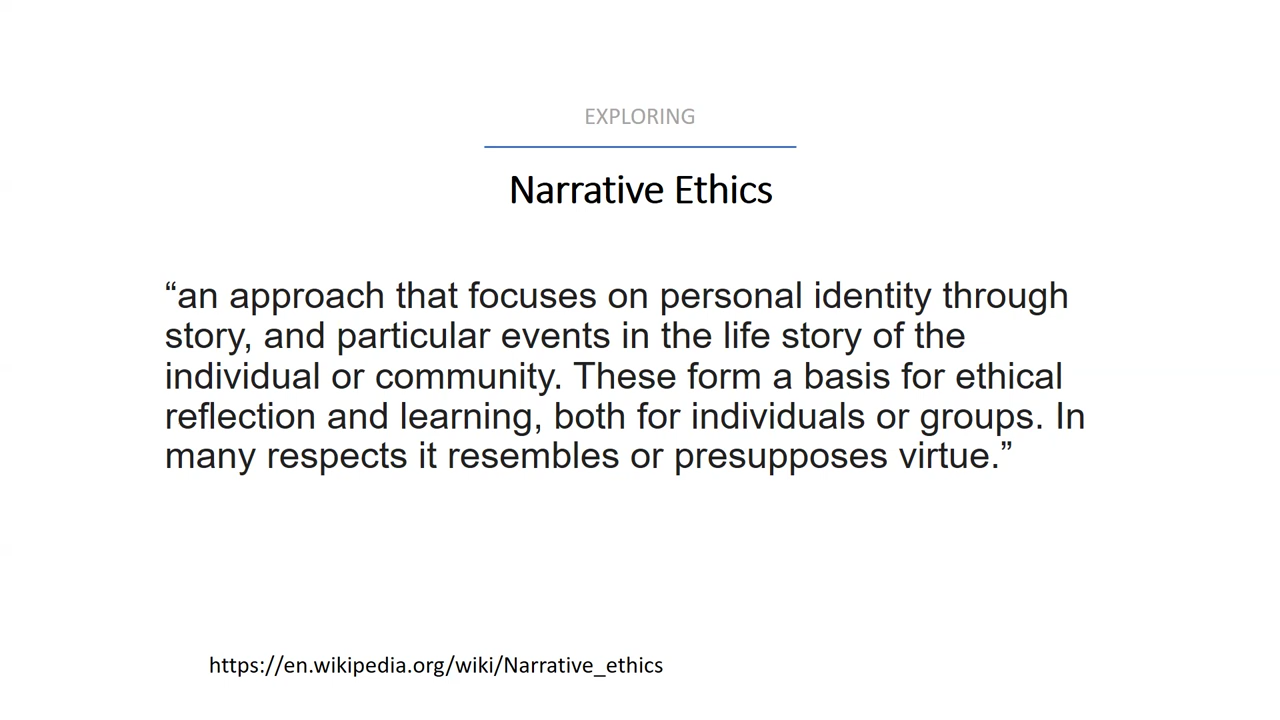 EXPLORING
Narrative Ethics
“an approach that focuses on personal identity through
story, and particular events in the life story of the
individual or community. These form a basis for ethical
reflection and learning, both for individuals or groups. In
many respects it resembles or presupposes virtue.”
https://en.wikipedia.org/wiki/Narrative_ethics